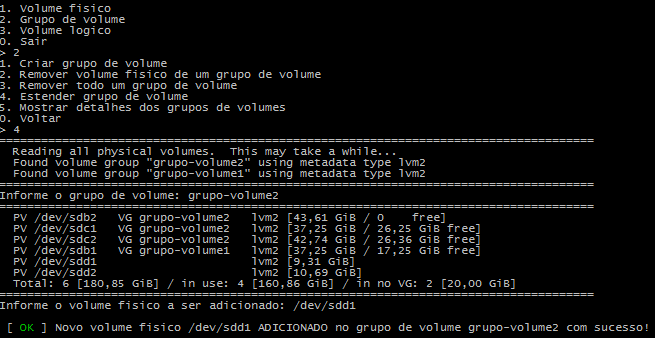 1. Volume fisico
2. Grupo de volume
3. Volume logico
0. Sair
> 2
1. Criar grupo de volume
2. Remover volume fisico de um grupo de volume
3. Remover todo um grupo de volume
4. Estender grupo de volume
5. Mostrar detalhes dos grupos de volumes
0. Voltar
> 4
================================================================================
  Reading all physical volumes.  This may take a while...
  Found volume group "grupo-volume2" using metadata type lvm2
  Found volume group "grupo-volume1" using metadata type lvm2
================================================================================
Informe o grupo de volume: grupo-volume2
================================================================================
  PV /dev/sdb2   VG grupo-volume2   lvm2 [43,61 GiB / 0    free]
  PV /dev/sdc1   VG grupo-volume2   lvm2 [37,25 GiB / 26,25 GiB free]
  PV /dev/sdc2   VG grupo-volume2   lvm2 [42,74 GiB / 26,36 GiB free]
  PV /dev/sdb1   VG grupo-volume1   lvm2 [37,25 GiB / 17,25 GiB free]
  PV /dev/sdd1                      lvm2 [9,31 GiB]
  PV /dev/sdd2                      lvm2 [10,69 GiB]
  Total: 6 [180,85 GiB] / in use: 4 [160,86 GiB] / in no VG: 2 [20,00 GiB]
================================================================================
Informe o volume fisico a ser adicionado: /dev/sdd1
 [ OK ] Novo volume fisico /dev/sdd1 ADICIONADO no grupo de volume grupo-volume2 com sucesso!